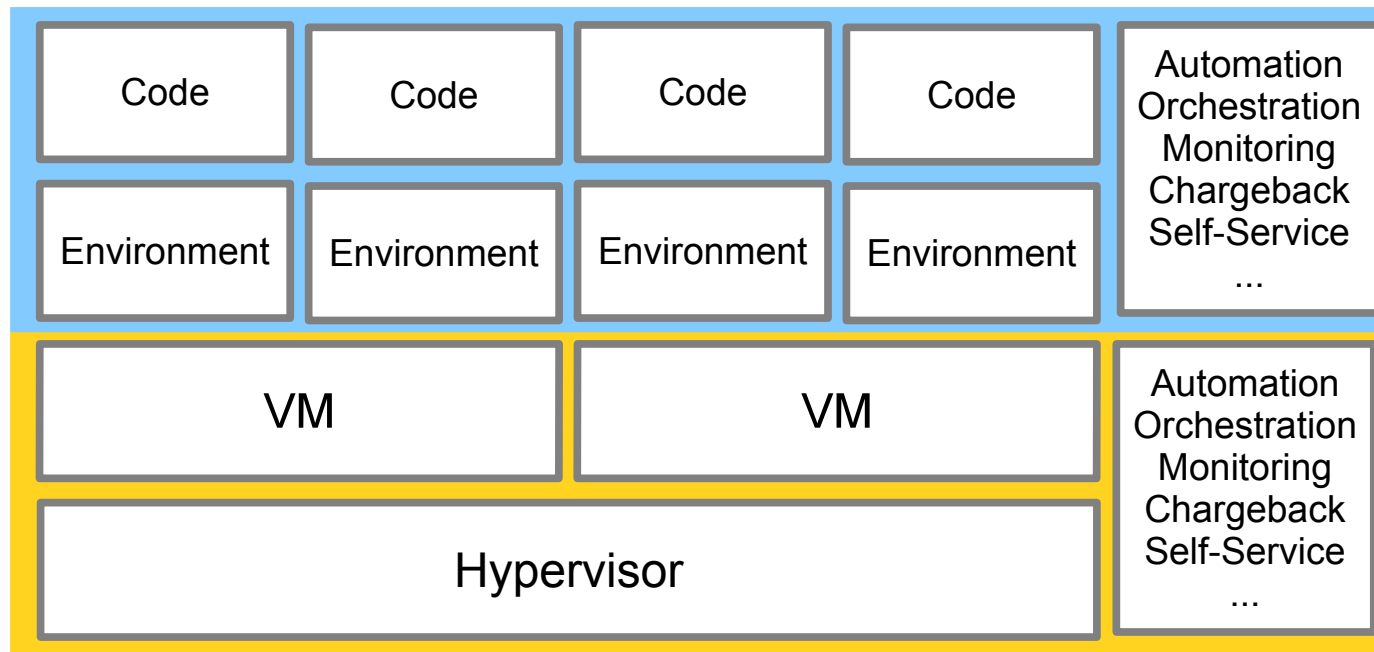 Code
Code
Code
Code
Automation
Orchestration
Monitoring
Chargeback
Self-Service
...
Environment
Environment
Environment
Environment
VM
VM
Automation
Orchestration
Monitoring
Chargeback
Self-Service
...
Hypervisor